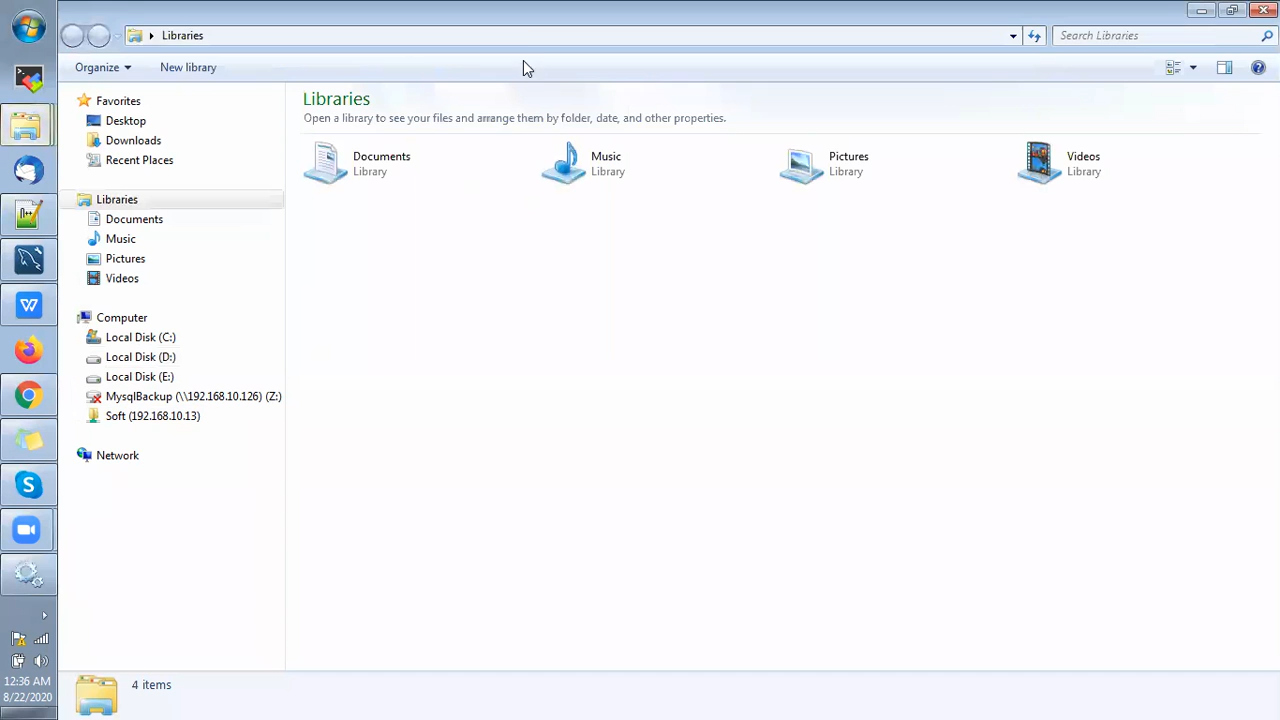 Libraries
Search Libraries
Organize
New library
Favorites
Desktop
Downloads
Recent Places
Libraries
Documents
Music
Pictures
Videos
Computer
Local Disk (C:)
Local Disk (D:)
Local Disk (E:)
MysqlBackup (\\192.168.10.126) (Z:)
Soft (192.168.10.13)
Network
Libraries
Open a library to see your files and arrange them by folder, date, and other properties.
Documents
Library
Music
Library
Pictures
Library
Videos
Library
4 items
12:36 AM
8/22/2020